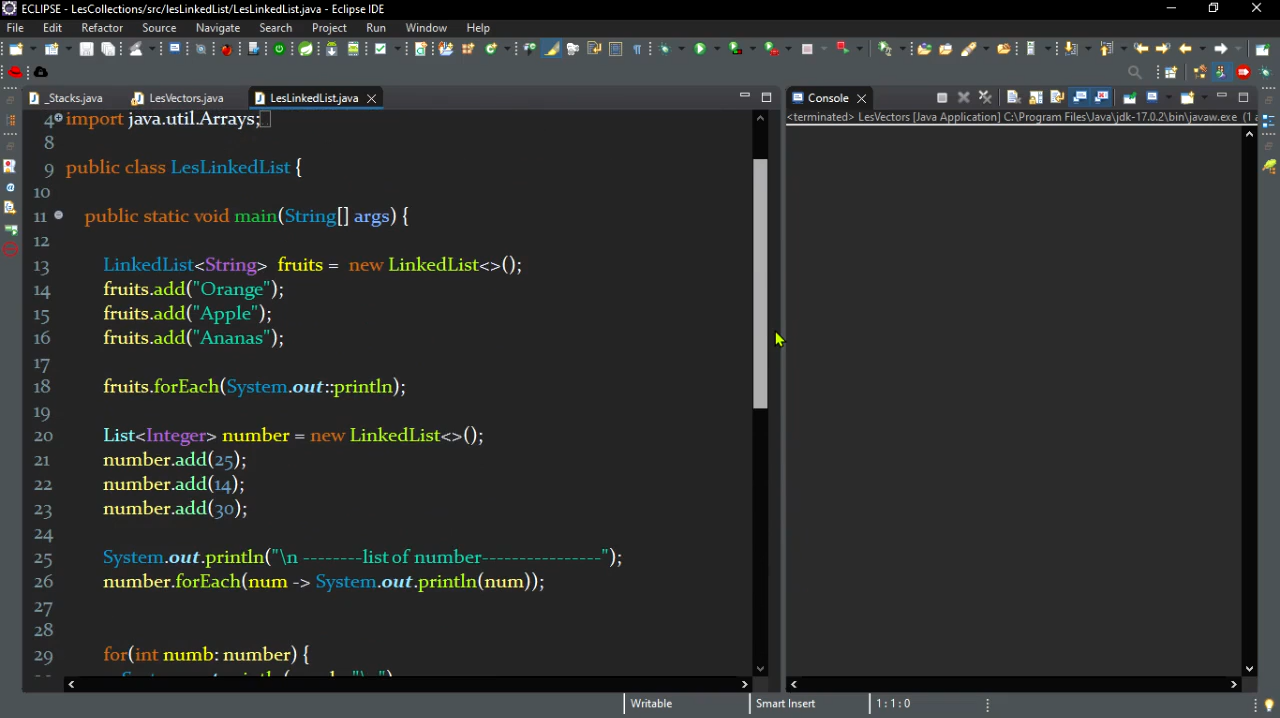 ECLIPSE - LesCollections/src/lesLinkedList/LesLinkedList.java - Eclipse IDE
File Edit Refactor Source Navigate Search Project Run Window Help
_Stacks.java LesVectors.java LesLinkedList.java Console
<terminated> LesVectors [Java Application] C:\Program Files\Java\jdk-17.0.2\bin\javaw.exe (1 a
4 import java.util.Arrays;
8
9 public class LesLinkedList {
10
11 public static void main(String[] args) {
12
13 LinkedList<String> fruits = new LinkedList<>();
14 fruits.add("Orange");
15 fruits.add("Apple");
16 fruits.add("Ananas");
17
18 fruits.forEach(System.out::println);
19
20 List<Integer> number = new LinkedList<>();
21 number.add(25);
22 number.add(14);
23 number.add(30);
24
25 System.out.println("\n --------list of number----------------");
26 number.forEach(num -> System.out.println(num));
27
28
29 for(int numb: number) {
Writable Smart Insert 1 : 1 : 0